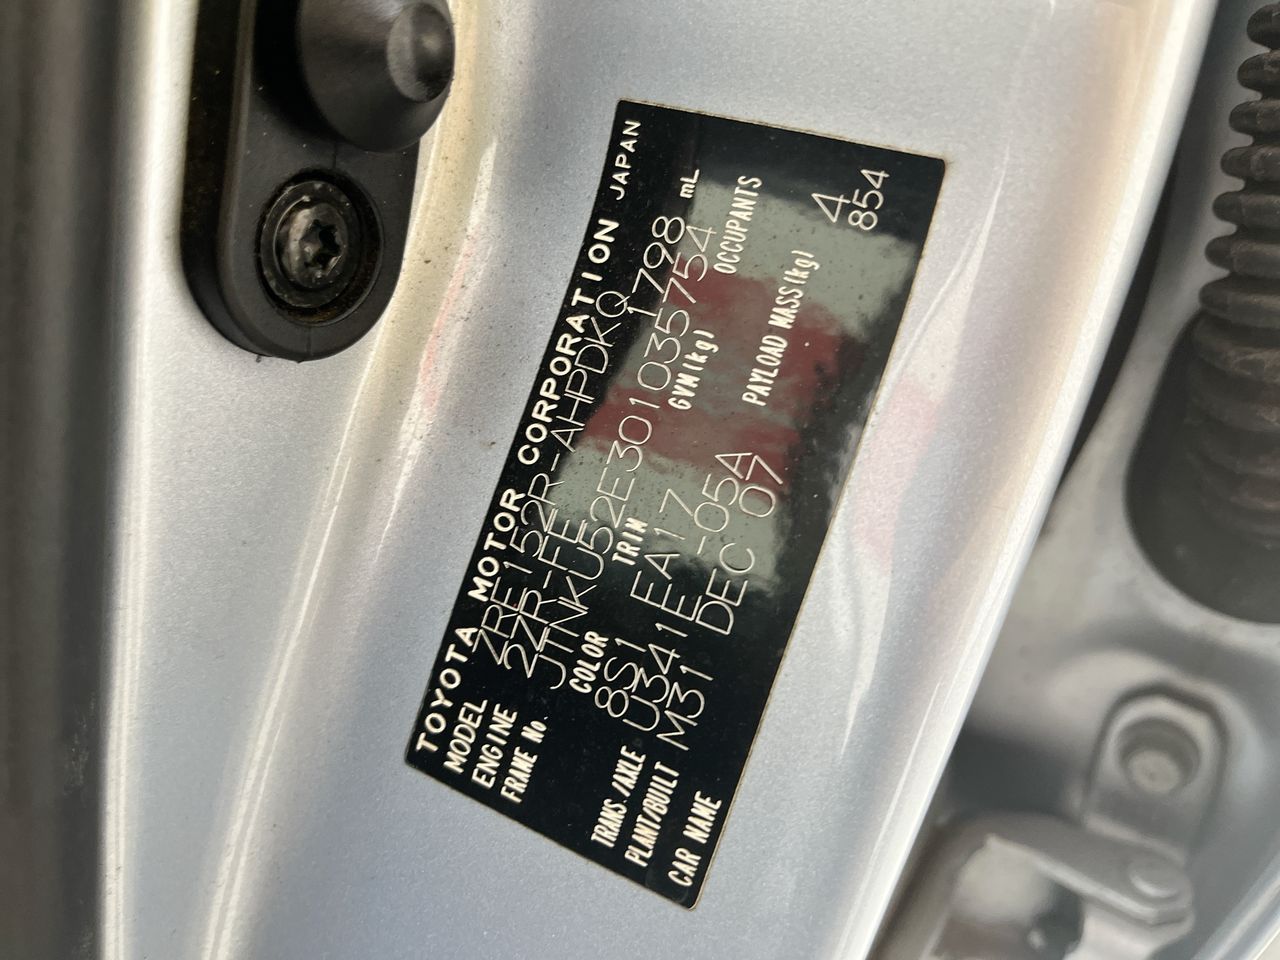 TOYOTA MOTOR CORPORATION JAPAN
MODEL ZRE152R-AHPDKQ
ENGINE 2ZR-FE 1798 mL
FRAME No. JTNKU52E301035754
COLOR TRIM GVM(kg) OCCUPANTS
8S1 EA17 4
TRANS./AXLE U341E -05A PAYLOAD MASS(kg) 854
PLANT/BUILT M31 DEC 07
CAR NAME